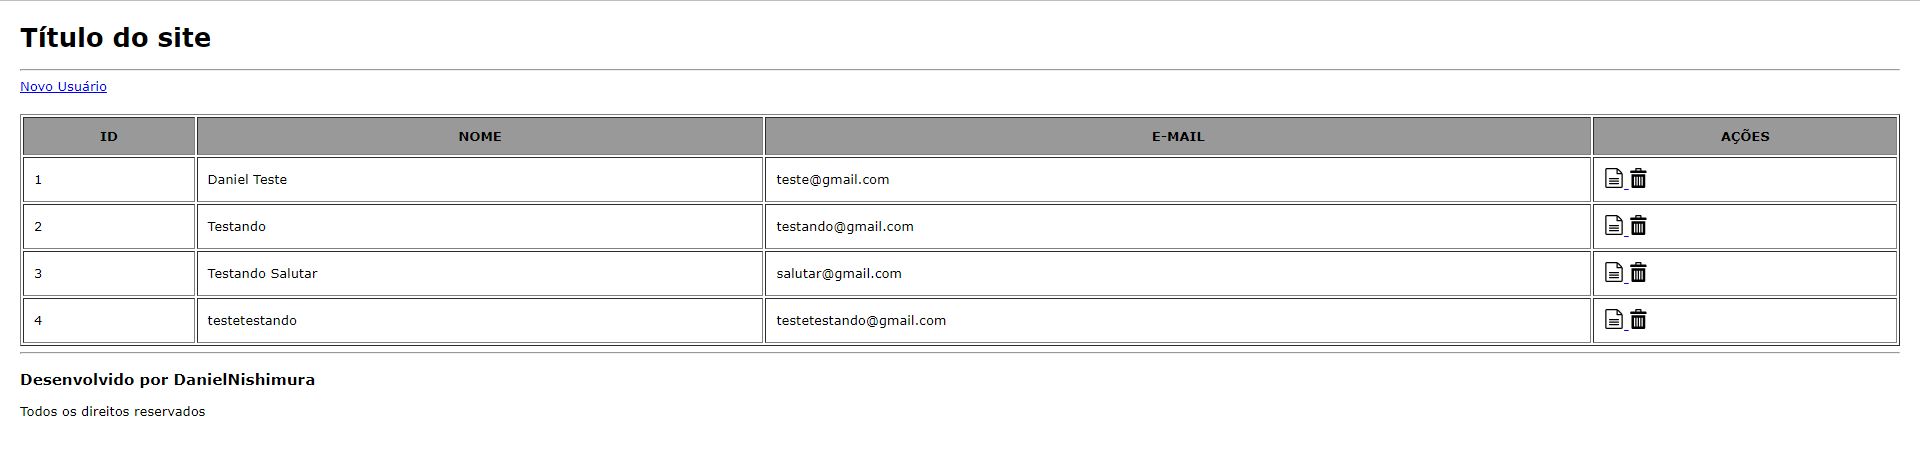 Título do site
Novo Usuário
ID NOME E-MAIL AÇÕES
1 Daniel Teste teste@gmail.com
2 Testando testando@gmail.com
3 Testando Salutar salutar@gmail.com
4 testetestando testetestando@gmail.com
Desenvolvido por DanielNishimura
Todos os direitos reservados